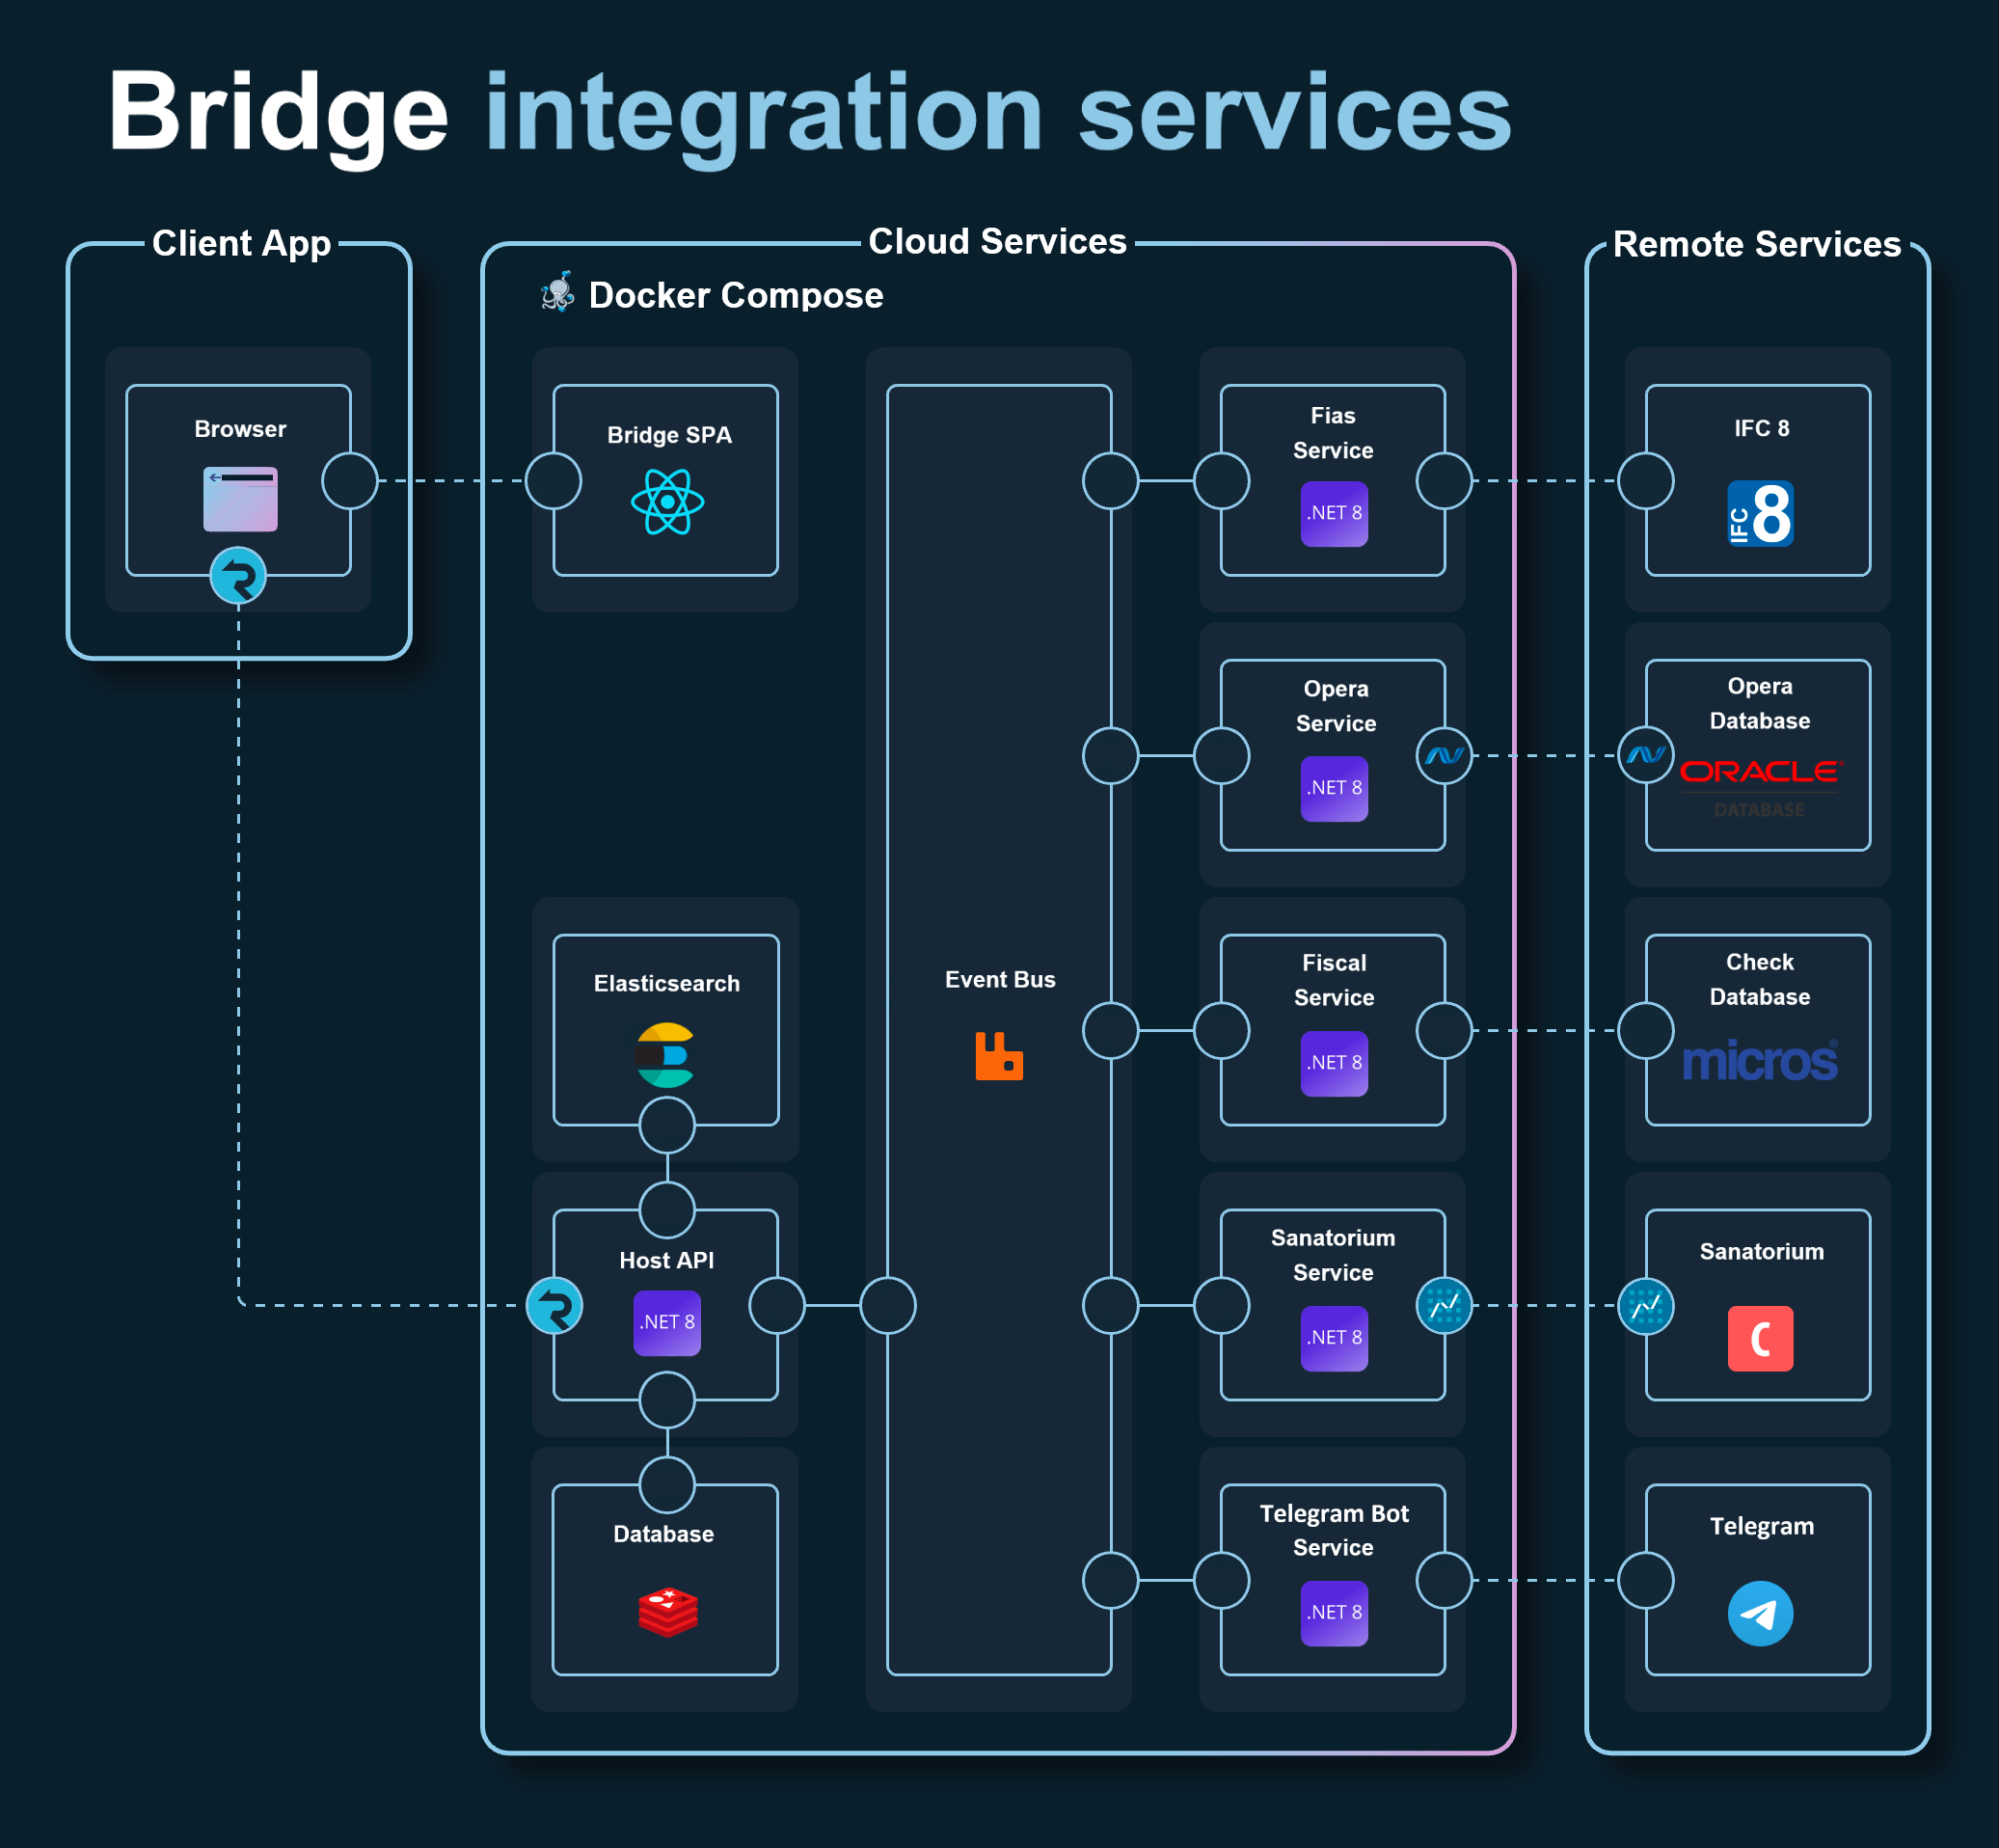 Bridge integration services
Client App
Cloud Services
Remote Services
Docker Compose
Browser
Bridge SPA
Fias
Service
.NET 8
IFC 8
IFC 8
Opera
Service
.NET 8
Opera
Database
ORACLE
DATABASE
Elasticsearch
Event Bus
Fiscal
Service
.NET 8
Check
Database
micros®
Host API
.NET 8
Sanatorium
Service
.NET 8
Sanatorium
C
Database
Telegram Bot
Service
.NET 8
Telegram